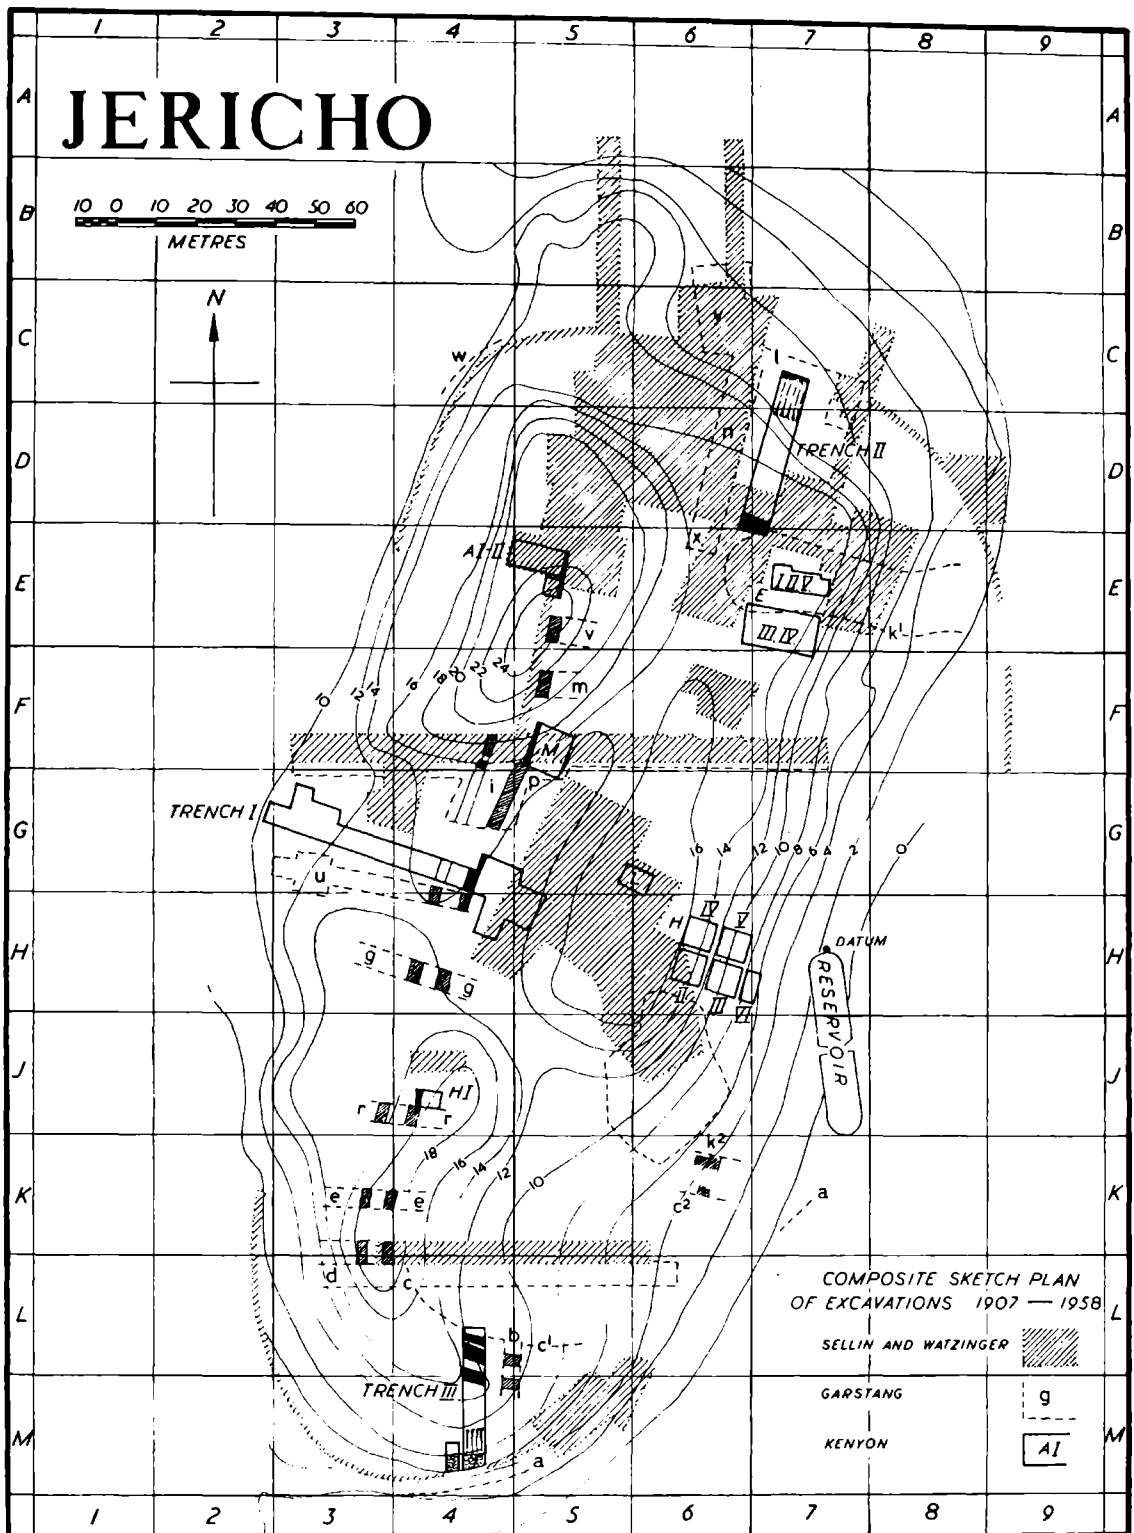 1 2 3 4 5 6 7 8 9
A A
JERICHO
B B
10 0 10 20 30 40 50 60
METRES
N
C C
w
v
l
n
D D
TRENCH II
x
AI-II
E E
I II V
E
III, IV
k¹
v
m
24 22 20 18 16 14 12 10
F F
M
i p
TRENCH I
G G
16 14 12 10 8 6 4 2 0
u
L
H IV V
H H
DATUM
g g
II III VI
RESERVOIR
J J
HI
r r
k²
18 16 14 12 10
K K
e e
c²
a
d
c
COMPOSITE SKETCH PLAN
OF EXCAVATIONS 1907 — 1958
L L
b
c¹
SELLIN AND WATZINGER
TRENCH III
GARSTANG g
M M
KENYON AI
a
1 2 3 4 5 6 7 8 9